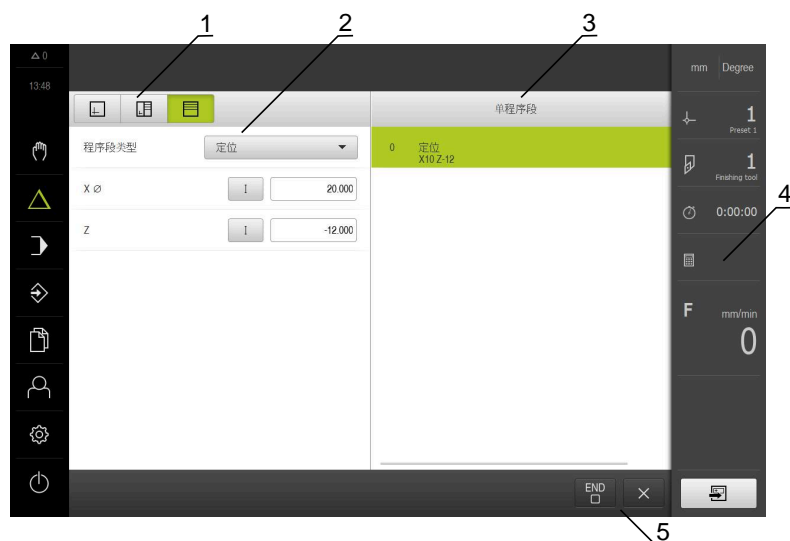 1
2
3
0
13:48
mm Degree
单程序段
1
Preset 1
程序段类型
定位
0 定位
X10 Z-12
1
Finishing tool
X ⌀
I
20.000
4
0:00:00
Z
I
-12.000
F mm/min
0
END
5